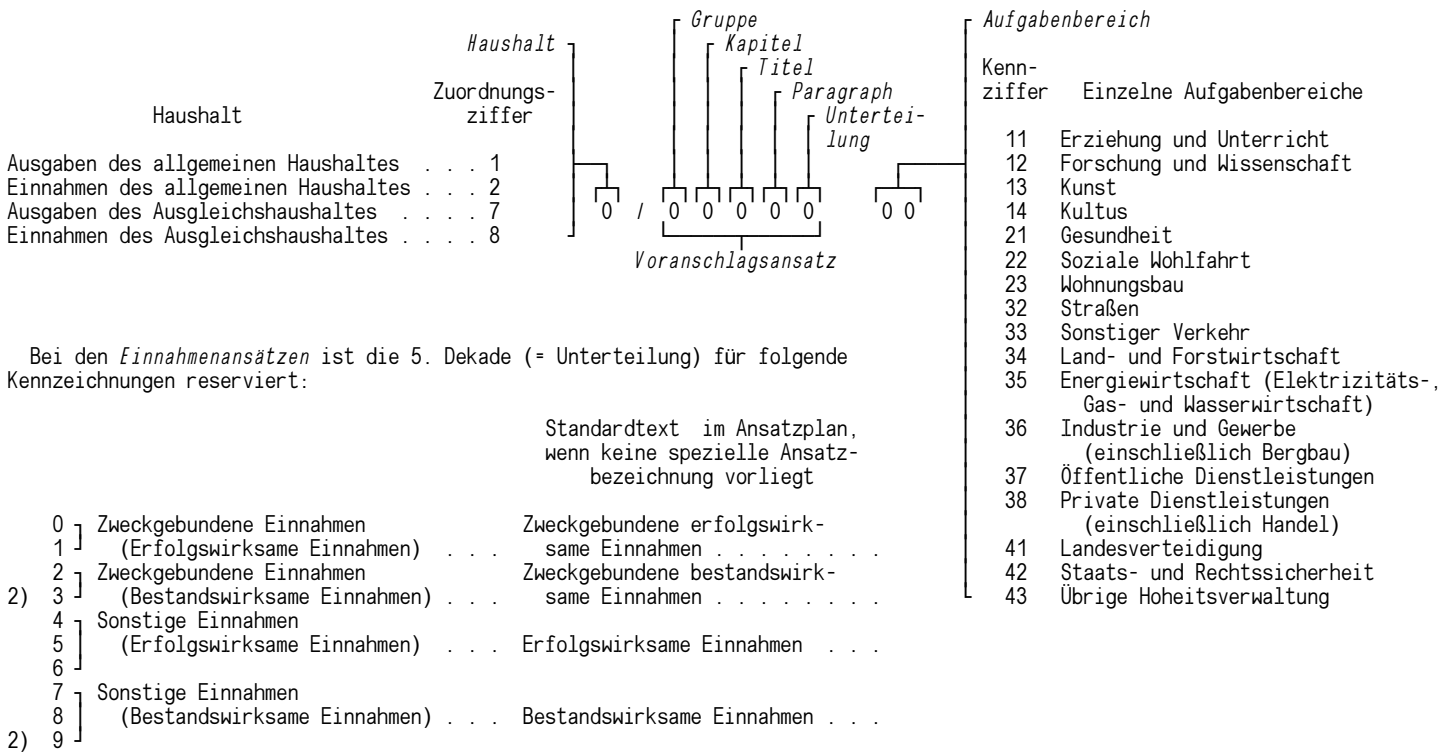 Gruppe
Kapitel
Titel
Paragraph
Untertei-
lung
Haushalt
Zuordnungs-
Haushalt ziffer
Ausgaben des allgemeinen Haushaltes . . . 1
Einnahmen des allgemeinen Haushaltes . . . 2
Ausgaben des Ausgleichshaushaltes . . . . 7
Einnahmen des Ausgleichshaushaltes . . . . 8
0 / 0 0 0 0 0 0 0
Voranschlagsansatz
Aufgabenbereich
Kenn-
ziffer Einzelne Aufgabenbereiche
11 Erziehung und Unterricht
12 Forschung und Wissenschaft
13 Kunst
14 Kultus
21 Gesundheit
22 Soziale Wohlfahrt
23 Wohnungsbau
32 Straßen
33 Sonstiger Verkehr
34 Land- und Forstwirtschaft
35 Energiewirtschaft (Elektrizitäts-,
Gas- und Wasserwirtschaft)
36 Industrie und Gewerbe
(einschließlich Bergbau)
37 Öffentliche Dienstleistungen
38 Private Dienstleistungen
(einschließlich Handel)
41 Landesverteidigung
42 Staats- und Rechtssicherheit
43 Übrige Hoheitsverwaltung
Bei den Einnahmenansätzen ist die 5. Dekade (= Unterteilung) für folgende
Kennzeichnungen reserviert:
Standardtext im Ansatzplan,
wenn keine spezielle Ansatz-
bezeichnung vorliegt
0 Zweckgebundene Einnahmen Zweckgebundene erfolgswirk-
1 (Erfolgswirksame Einnahmen) . . . same Einnahmen . . . . . . . .
2 Zweckgebundene Einnahmen Zweckgebundene bestandswirk-
2) 3 (Bestandswirksame Einnahmen) . . . same Einnahmen . . . . . . . .
4 Sonstige Einnahmen
5 (Erfolgswirksame Einnahmen) . . . Erfolgswirksame Einnahmen . . .
6
7 Sonstige Einnahmen
8 (Bestandswirksame Einnahmen) . . . Bestandswirksame Einnahmen . . .
2) 9